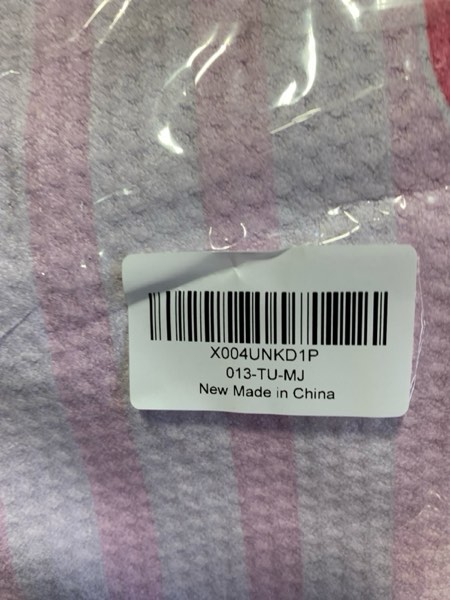 X004UNKD1P
013-TU-MJ
New Made in China